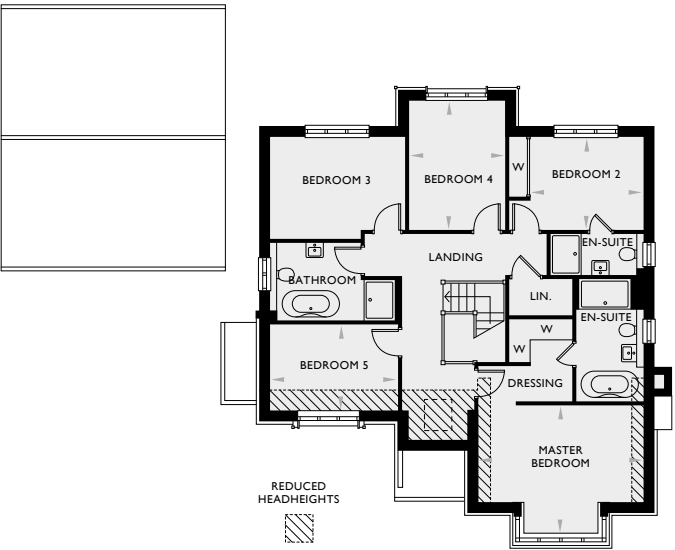 W
BEDROOM 2
BEDROOM 3
BEDROOM 4
EN-SUITE
LANDING
BATHROOM
LIN.
EN-SUITE
W
W
BEDROOM 5
DRESSING
MASTER
BEDROOM
REDUCED
HEADHEIGHTS